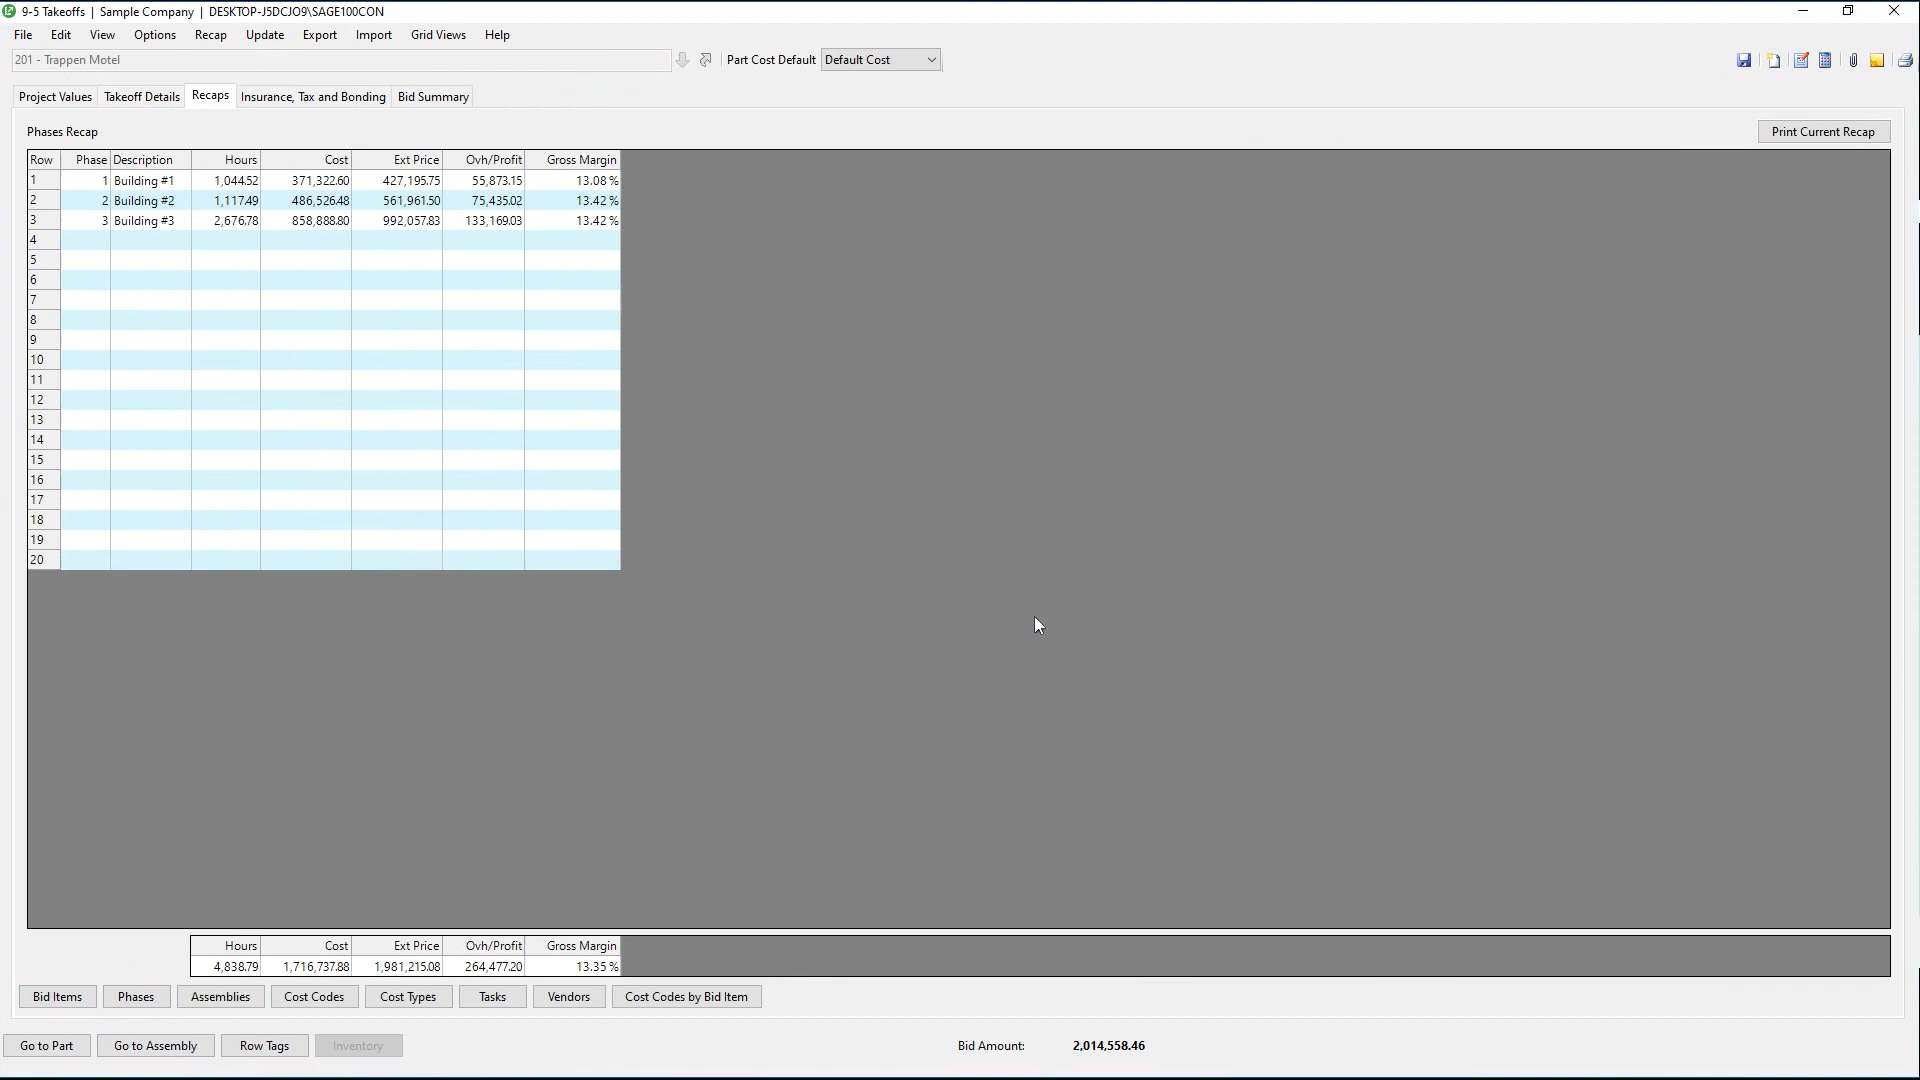 9-5 Takeoffs | Sample Company | DESKTOP-J5DCJO9\SAGE100CON
File Edit View Options Recap Update Export Import Grid Views Help
201 - Trappen Motel Part Cost Default Default Cost
Project Values Takeoff Details Recaps Insurance, Tax and Bonding Bid Summary
Phases Recap Print Current Recap
Row Phase Description Hours Cost Ext Price Ovh/Profit Gross Margin
1 1 Building #1 1,044.52 371,322.60 427,195.75 55,873.15 13.08 %
2 2 Building #2 1,117.49 486,526.48 561,961.50 75,435.02 13.42 %
3 3 Building #3 2,676.78 858,888.80 992,057.83 133,169.03 13.42 %
4
5
6
7
8
9
10
11
12
13
14
15
16
17
18
19
20
Hours Cost Ext Price Ovh/Profit Gross Margin
4,838.79 1,716,737.88 1,981,215.08 264,477.20 13.35 %
Bid Items Phases Assemblies Cost Codes Cost Types Tasks Vendors Cost Codes by Bid Item
Go to Part Go to Assembly Row Tags Inventory Bid Amount: 2,014,558.46